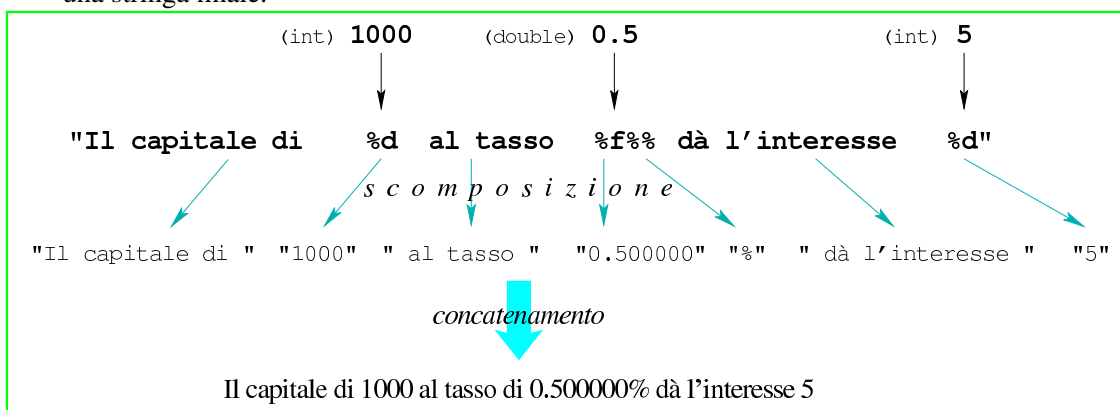 una stringa finale.
(int) 1000 (double) 0.5 (int) 5
"Il capitale di %d al tasso %f%% dà l'interesse %d"
scomposizione
"Il capitale di " "1000" " al tasso " "0.500000" "%" " dà l'interesse " "5"
concatenamento
Il capitale di 1000 al tasso di 0.500000% dà l'interesse 5